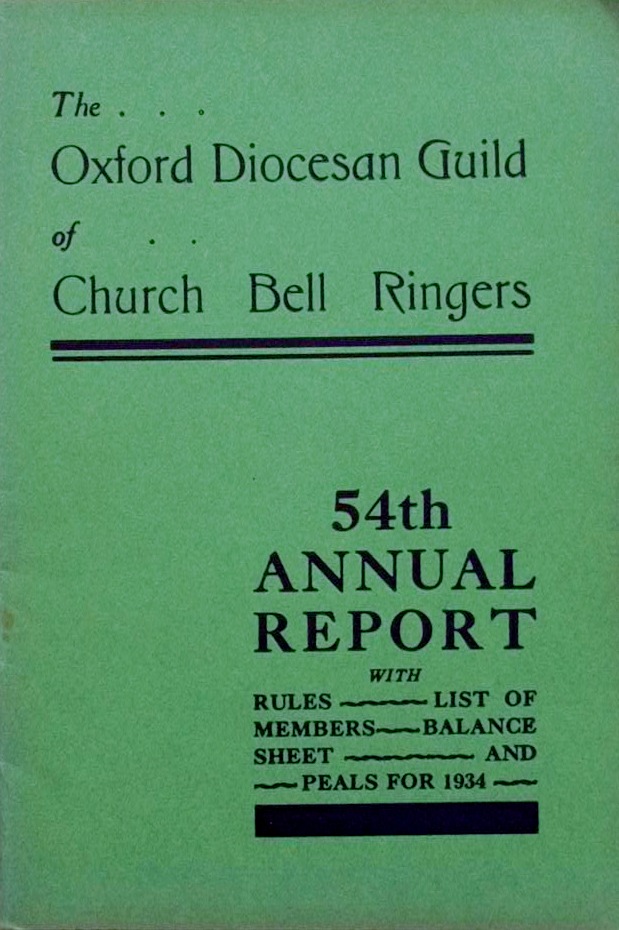 The . . .
Oxford Diocesan Guild
of . .
Church Bell Ringers
54th
ANNUAL
REPORT
WITH
RULES ~ LIST OF
MEMBERS ~ BALANCE
SHEET ~ AND
~ PEALS FOR 1934 ~